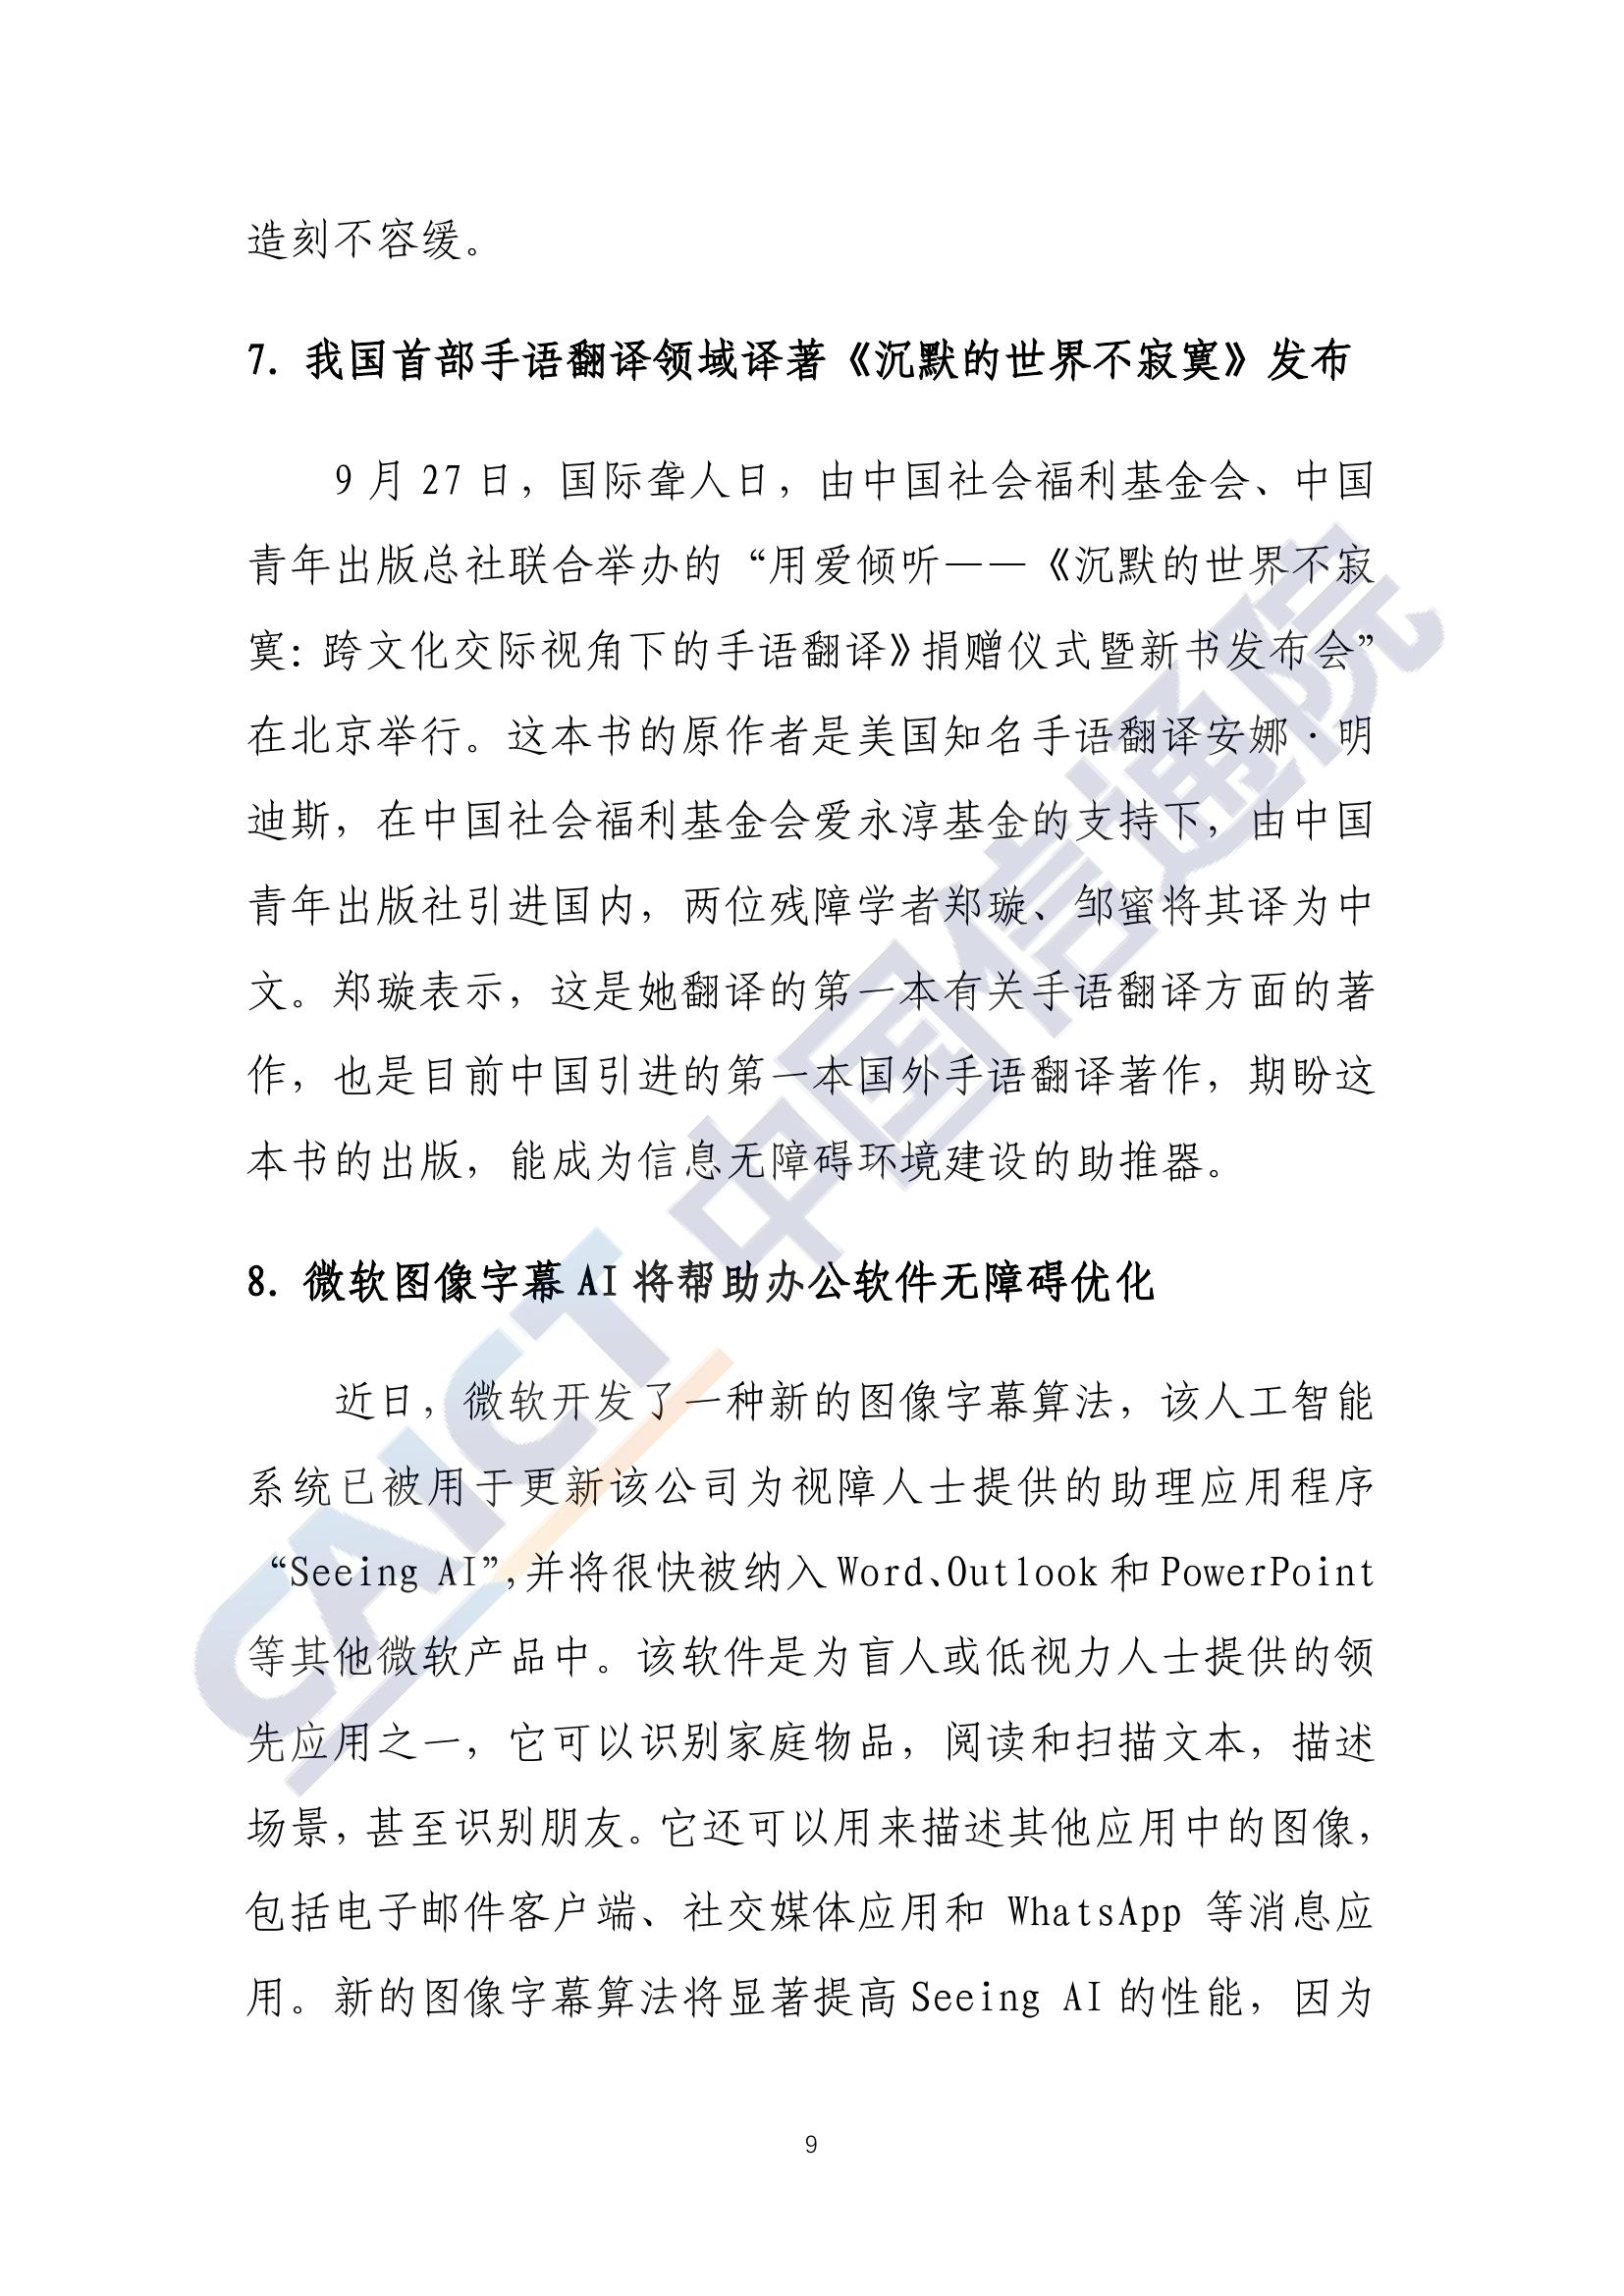 造刻不容缓。
7. 我国首部手语翻译领域译著《沉默的世界不寂寞》发布
9 月 27 日，国际聋人日，由中国社会福利基金会、中国
青年出版总社联合举办的“用爱倾听——《沉默的世界不寂
寞：跨文化交际视角下的手语翻译》捐赠仪式暨新书发布会”
在北京举行。这本书的原作者是美国知名手语翻译安娜·明
迪斯，在中国社会福利基金会爱永淳基金的支持下，由中国
青年出版社引进国内，两位残障学者郑璇、邹蜜将其译为中
文。郑璇表示，这是她翻译的第一本有关手语翻译方面的著
作，也是目前中国引进的第一本国外手语翻译著作，期盼这
本书的出版，能成为信息无障碍环境建设的助推器。
8. 微软图像字幕 AI 将帮助办公软件无障碍优化
近日，微软开发了一种新的图像字幕算法，该人工智能
系统已被用于更新该公司为视障人士提供的助理应用程序
“Seeing AI”，并将很快被纳入 Word、Outlook 和 PowerPoint
等其他微软产品中。该软件是为盲人或低视力人士提供的领
先应用之一，它可以识别家庭物品，阅读和扫描文本，描述
场景，甚至识别朋友。它还可以用来描述其他应用中的图像，
包括电子邮件客户端、社交媒体应用和 WhatsApp 等消息应
用。新的图像字幕算法将显著提高 Seeing AI 的性能，因为
9
CAICT 中国信通院